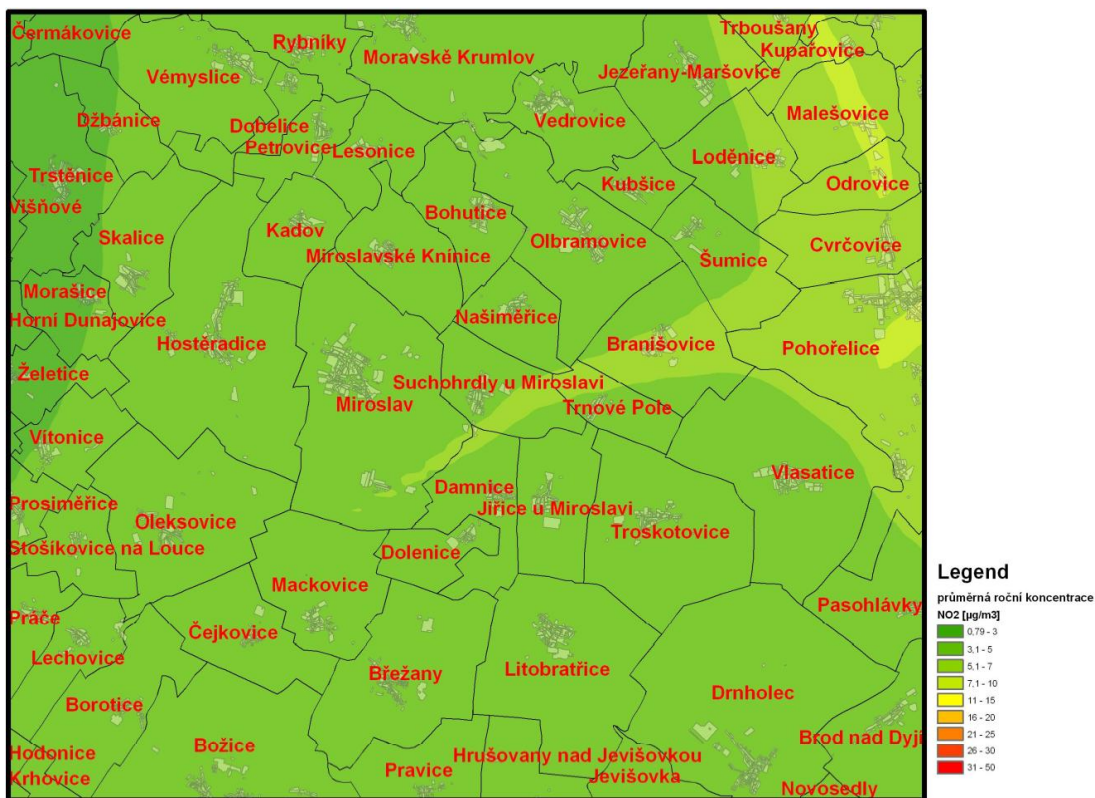 Čermákovice
Rybníky
Moravské Krumlov
Trboušany
Kupařovice
Vémyslice
Jezeřany-Maršovice
Džbánice
Dobelice
Vedrovice
Malešovice
Petrovice
Lesonice
Loděnice
Trstěnice
Kubšice
Odrovice
Višňové
Bohutice
Skalice
Kadov
Olbramovice
Cvrčovice
Miroslavské Knínice
Šumice
Morašice
Horní Dunajovice
Našiměřice
Hostěradice
Branišovice
Pohořelice
Želetice
Suchohrdly u Miroslavi
Miroslav
Trnové Pole
Vítonice
Vlasatice
Damnice
Prosiměřice
Jiřice u Miroslavi
Oleksovice
Troskotovice
Stošíkovice na Louce
Dolenice
Mackovice
Pasohlávky
Práče
Čejkovice
Lechovice
Břežany
Litobratřice
Drnholec
Borotice
Brod nad Dyjí
Božice
Hodonice
Hrušovany nad Jevišovkou
Krhovice
Pravice
Jevišovka
Novosedly
Legend
průměrná roční koncentrace
NO2 [µg/m3]
0,79 - 3
3,1 - 5
5,1 - 7
7,1 - 10
11 - 15
16 - 20
21 - 25
26 - 30
31 - 50